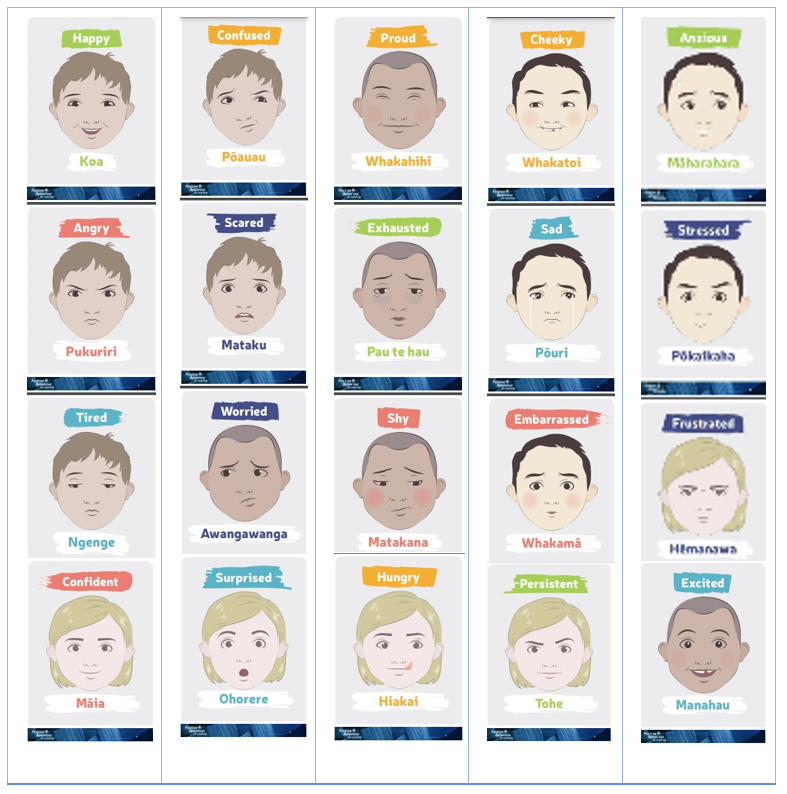 Happy
Koa
Confused
Pōauau
Proud
Whakahihi
Cheeky
Whakatoi
Anxious
Māharahara
Angry
Pukuriri
Scared
Mataku
Exhausted
Pau te hau
Sad
Pōuri
Stressed
Pōkaikaha
Tired
Ngenge
Worried
Awangawanga
Shy
Matakana
Embarrassed
Whakamā
Frustrated
Hēmanawa
Confident
Māia
Surprised
Ohorere
Hungry
Hiakai
Persistent
Tohe
Excited
Manahau